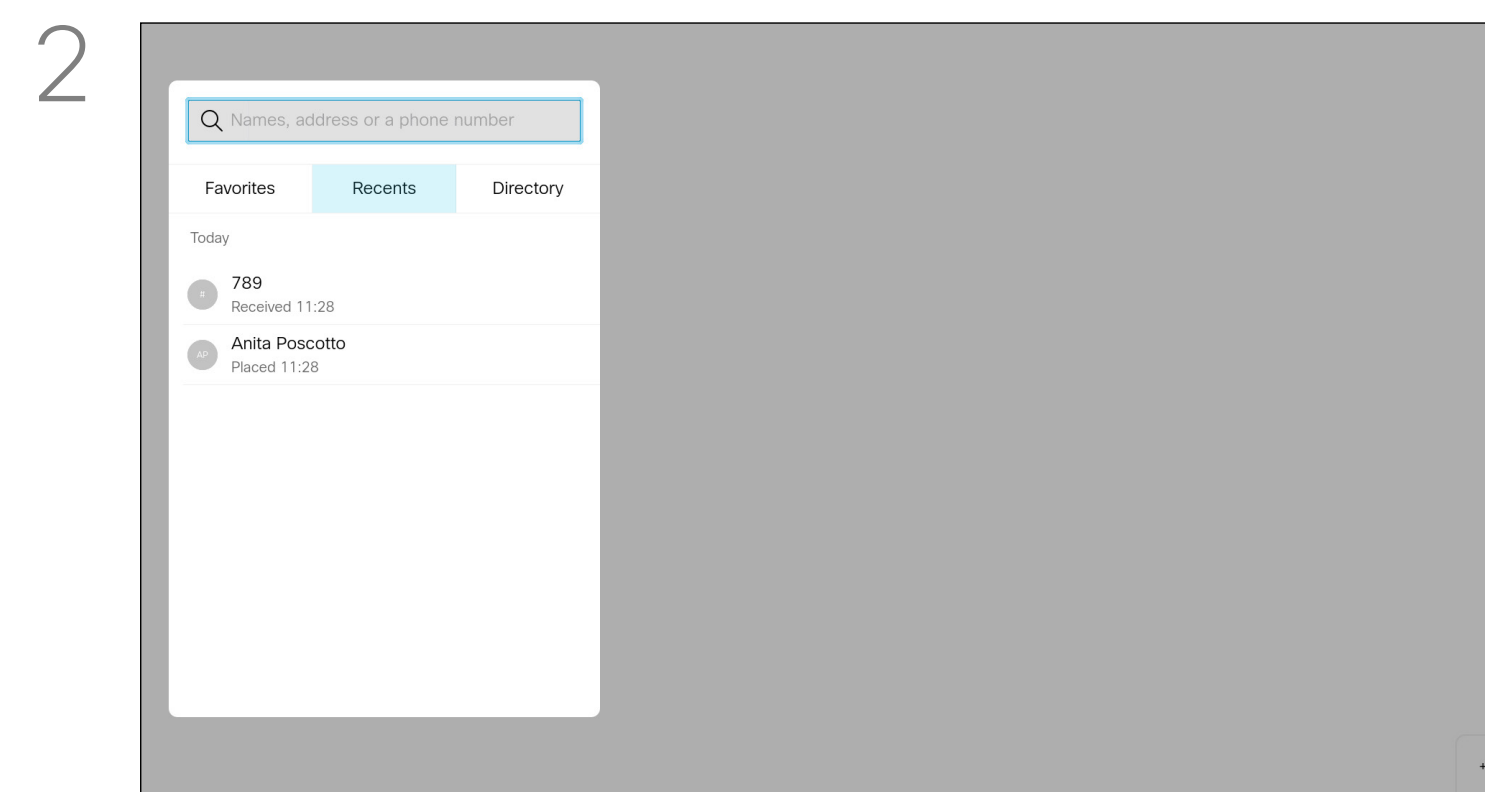 2
Names, address or a phone number
Favorites Recents Directory
Today
#
789
Received 11:28
AP
Anita Poscotto
Placed 11:28
+